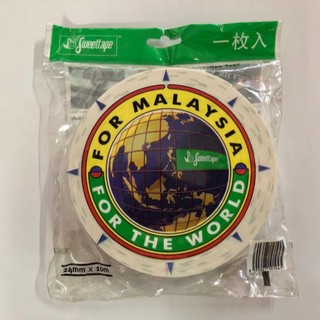 Sweettape
一枚入
FOR MALAYSIA
Sweettape
FOR THE WORLD
24mm x 10m